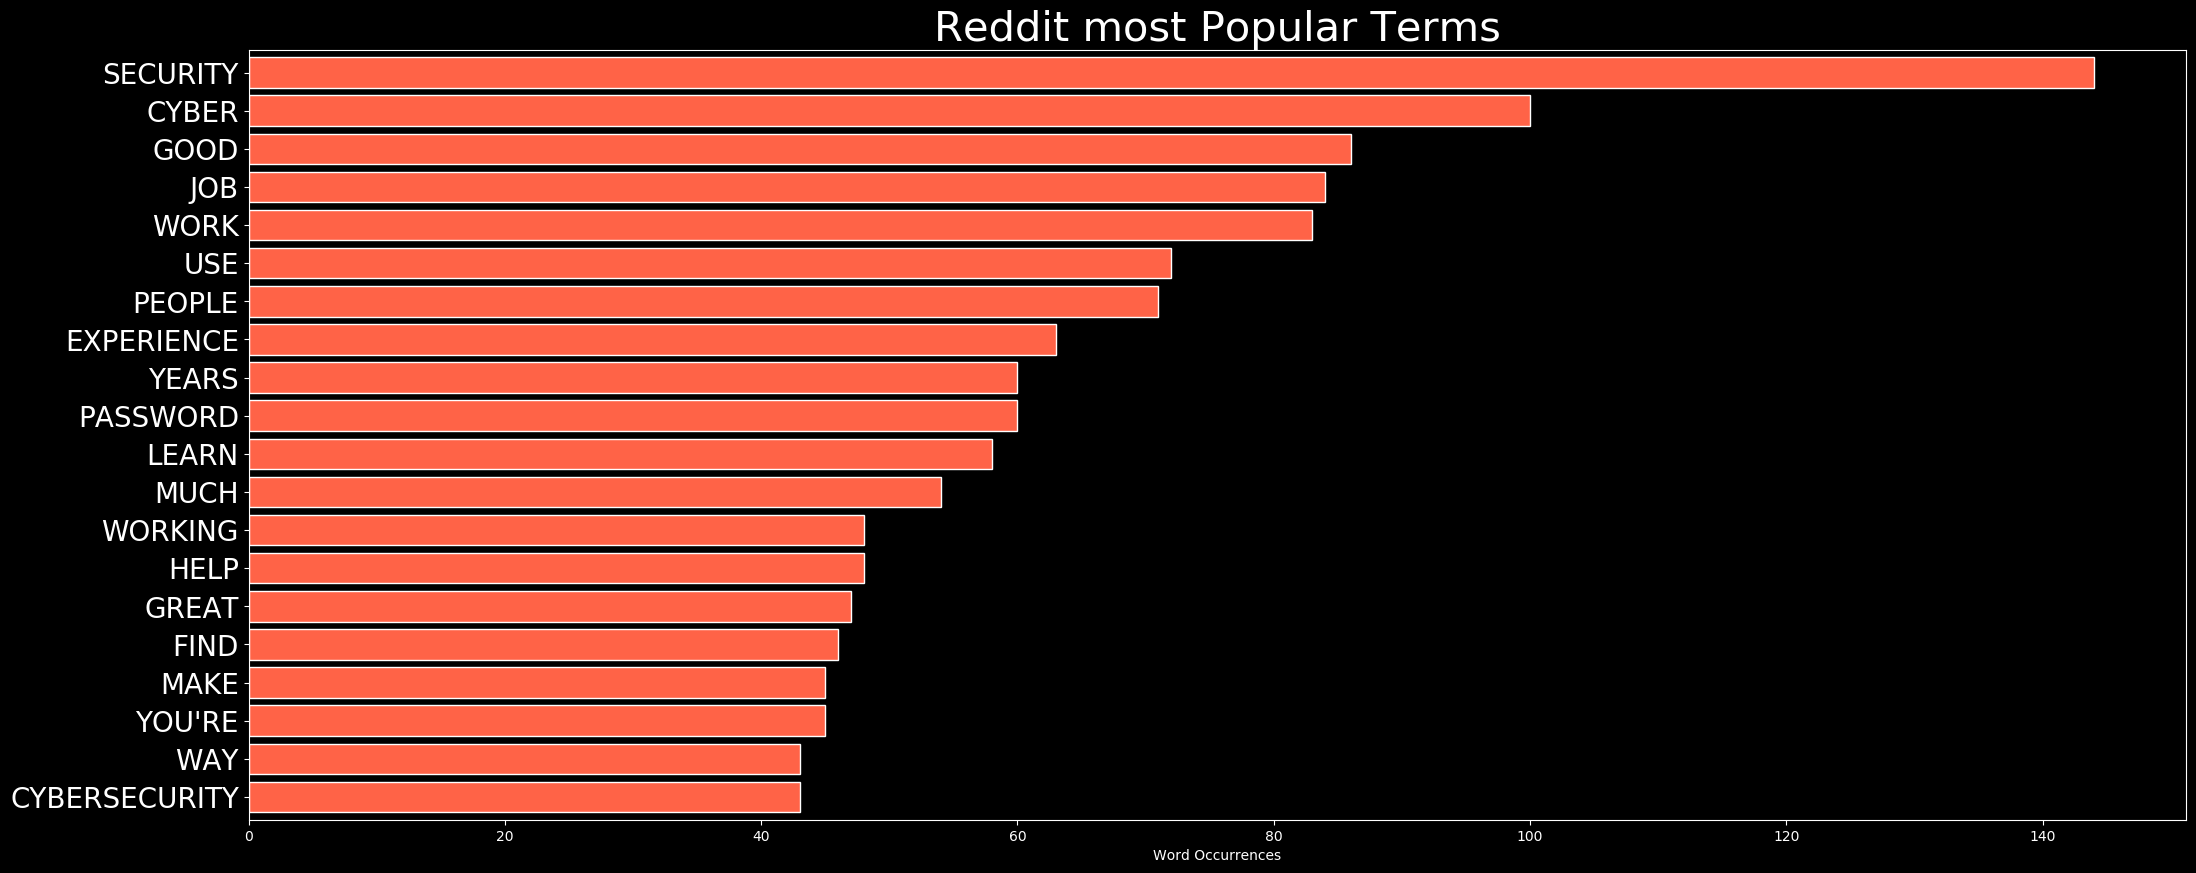 Reddit most Popular Terms
SECURITY
CYBER
GOOD
JOB
WORK
USE
PEOPLE
EXPERIENCE
YEARS
PASSWORD
LEARN
MUCH
WORKING
HELP
GREAT
FIND
MAKE
YOU'RE
WAY
CYBERSECURITY
0 20 40 60 80 100 120 140
Word Occurrences